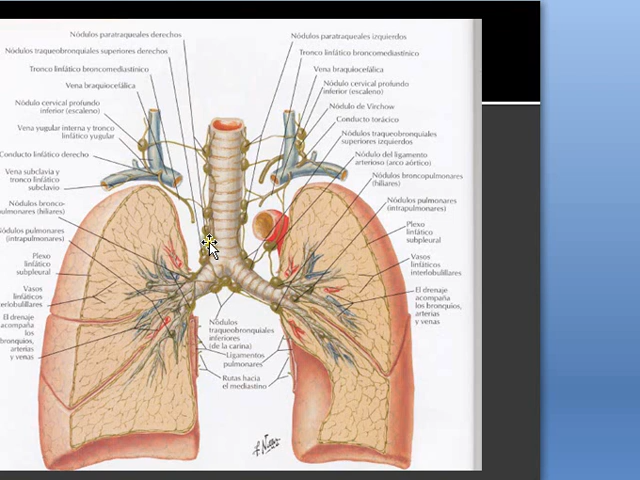 Nódulos paratraqueales derechos
Nódulos traqueobronquiales superiores derechos
Tronco linfático broncomediastínico
Vena braquiocefálica
Nódulo cervical profundo
inferior (escaleno)
Vena yugular interna y tronco
linfático yugular
Conducto linfático derecho
Vena subclavia y
tronco linfático
subclavio
Nódulos bronco-
pulmonares (hiliares)
Nódulos pulmonares
(intrapulmonares)
Plexo
linfático
subpleural
Vasos
linfáticos
interlobulillares
El drenaje
acompaña
los
bronquios,
arterias
y venas
Nódulos paratraqueales izquierdos
Tronco linfático broncomediastínico
Vena braquiocefálica
Nódulo cervical profundo
inferior (escaleno)
Nódulo de Virchow
Conducto torácico
Nódulos traqueobronquiales
superiores izquierdos
Nódulo del ligamento
arterioso (arco aórtico)
Nódulos broncopulmonares
(hiliares)
Nódulos pulmonares
(intrapulmonares)
Plexo
linfático
subpleural
Vasos
linfáticos
interlobulillares
El drenaje
acompaña
los bronquios,
arterias
y venas
Nódulos
traqueobronquiales
inferiores
(de la carina)
Ligamentos
pulmonares
Rutas hacia
el mediastino